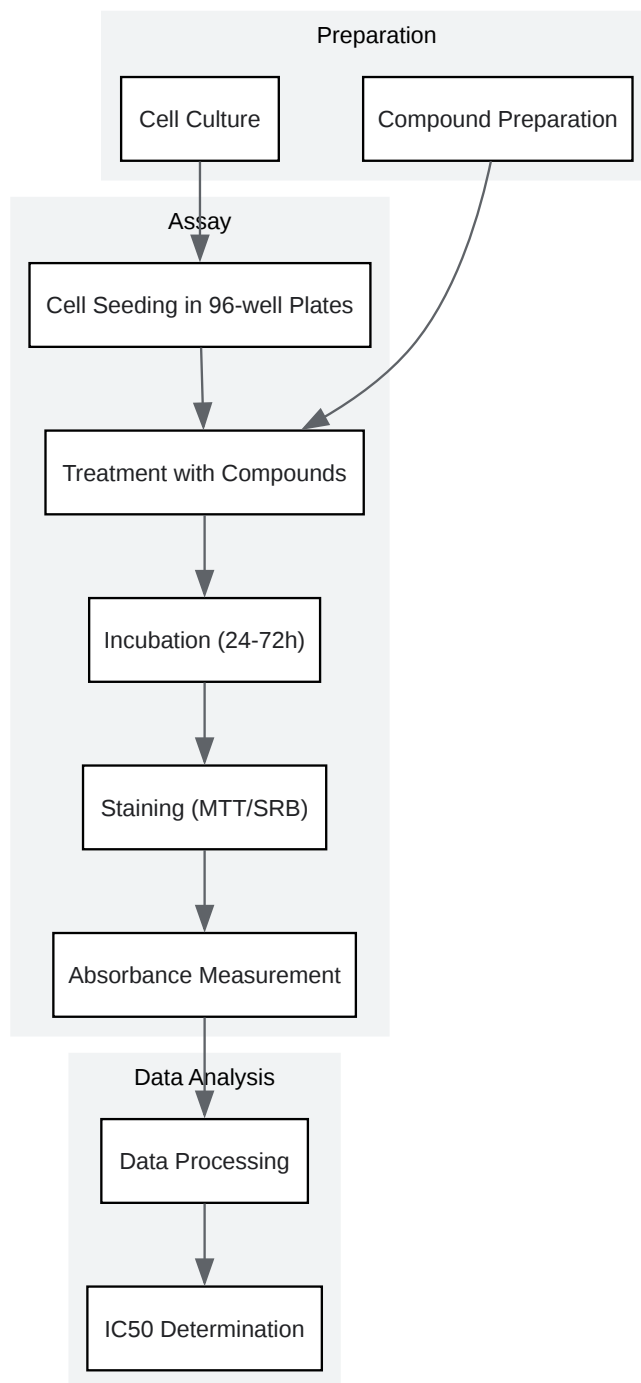 Preparation
Cell Culture
Compound Preparation
Assay
Cell Seeding in 96-well Plates
Treatment with Compounds
Incubation (24-72h)
Staining (MTT/SRB)
Absorbance Measurement
Data Analysis
Data Processing
IC50 Determination